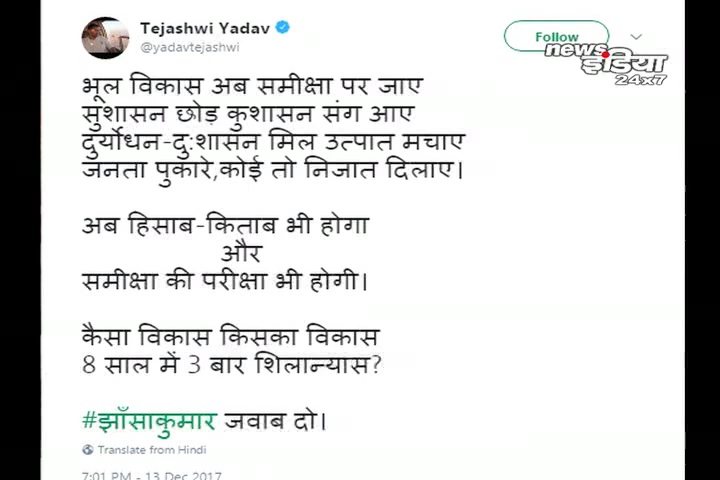 Tejashwi Yadav
@yadavtejashwi
Follow
news
इंडिया
24x7
भूल विकास अब समीक्षा पर जाए
सुशासन छोड़ कुशासन संग आए
दुर्योधन-दु:शासन मिल उत्पात मचाए
जनता पुकारे,कोई तो निजात दिलाए।
अब हिसाब-किताब भी होगा
और
समीक्षा की परीक्षा भी होगी।
कैसा विकास किसका विकास
8 साल में 3 बार शिलान्यास?
#झाँसाकुमार जवाब दो।
Translate from Hindi
7:01 PM - 13 Dec 2017